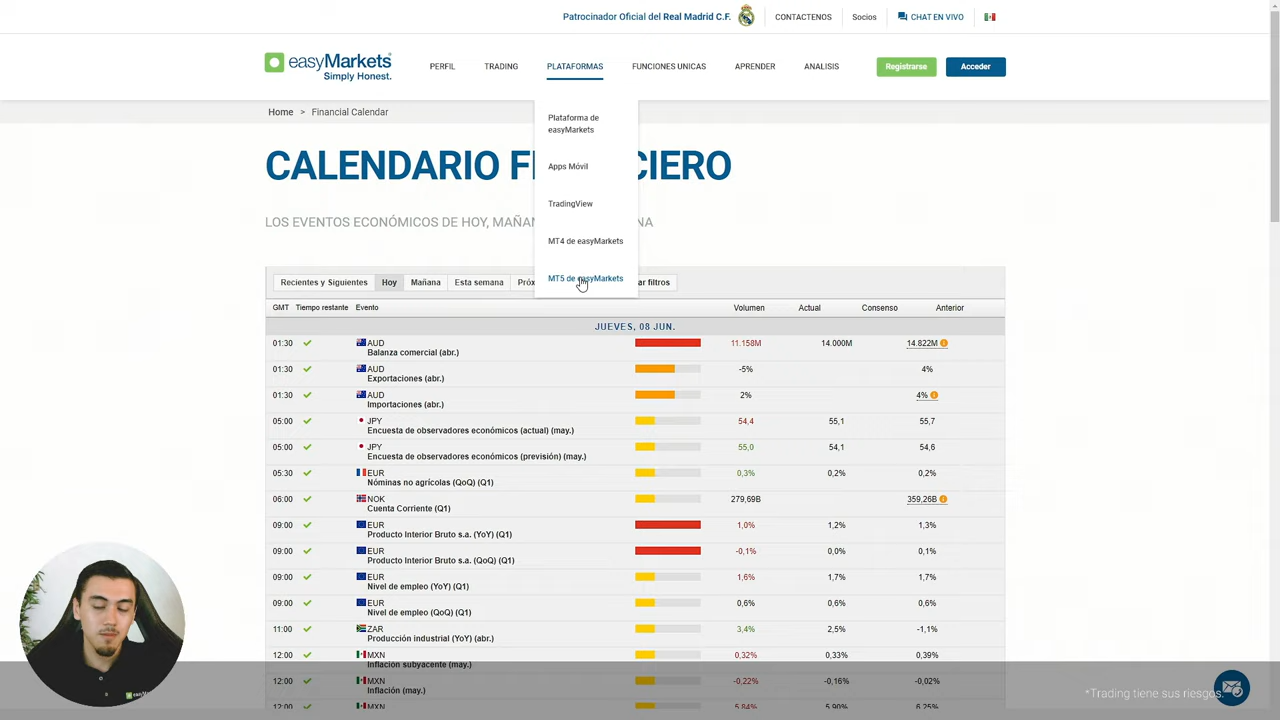 Patrocinador Oficial del Real Madrid C.F. CONTACTENOS Socios CHAT EN VIVO
easyMarkets
Simply Honest.
PERFIL TRADING PLATAFORMAS FUNCIONES UNICAS APRENDER ANALISIS Registrarse Acceder
Home > Financial Calendar
Plataforma de
easyMarkets
Apps Móvil
TradingView
MT4 de easyMarkets
MT5 de easyMarkets
CALENDARIO F CIERO
LOS EVENTOS ECONÓMICOS DE HOY, MAÑA NA
Recientes y Siguientes Hoy Mañana Esta semana Próx ar filtros
GMT Tiempo restante Evento Volumen Actual Consenso Anterior
JUEVES, 08 JUN.
01:30 AUD 11.158M 14.000M 14.822M
Balanza comercial (abr.)
01:30 AUD -5% 4%
Exportaciones (abr.)
01:30 AUD 2% 4%
Importaciones (abr.)
05:00 JPY 54,4 55,1 55,7
Encuesta de observadores económicos (actual) (may.)
05:00 JPY 55,0 54,1 54,6
Encuesta de observadores económicos (previsión) (may.)
05:30 EUR 0,3% 0,2% 0,2%
Nóminas no agrícolas (QoQ) (Q1)
06:00 NOK 279,69B 359,26B
Cuenta Corriente (Q1)
09:00 EUR 1,0% 1,2% 1,3%
Producto Interior Bruto s.a. (YoY) (Q1)
09:00 EUR -0,1% 0,0% 0,1%
Producto Interior Bruto s.a. (QoQ) (Q1)
09:00 EUR 1,6% 1,7% 1,7%
Nivel de empleo (YoY) (Q1)
09:00 EUR 0,6% 0,6% 0,6%
Nivel de empleo (QoQ) (Q1)
11:00 ZAR 3,4% 2,5% -1,1%
Producción industrial (YoY) (abr.)
12:00 MXN 0,32% 0,33% 0,39%
Inflación subyacente (may.)
12:00 MXN -0,22% -0,16% -0,02%
Inflación (may.)
12:00 MXN 5,84% 5,90% 6,25%
*Trading tiene sus riesgos.